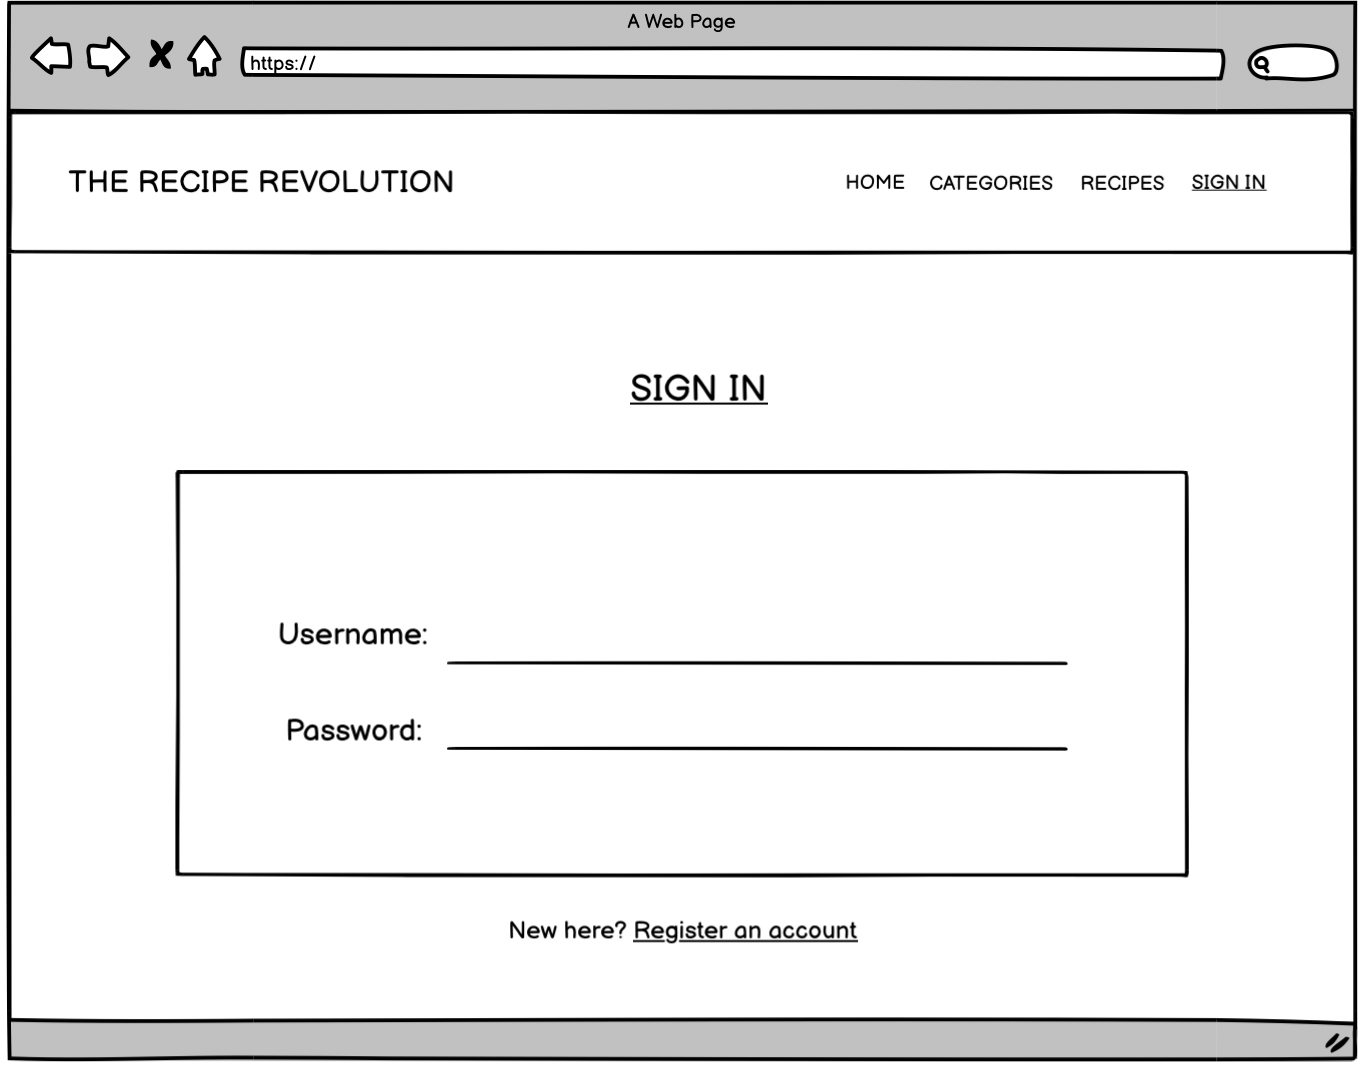 A Web Page
https://
THE RECIPE REVOLUTION
HOME CATEGORIES RECIPES SIGN IN
SIGN IN
Username:
Password:
New here? Register an account